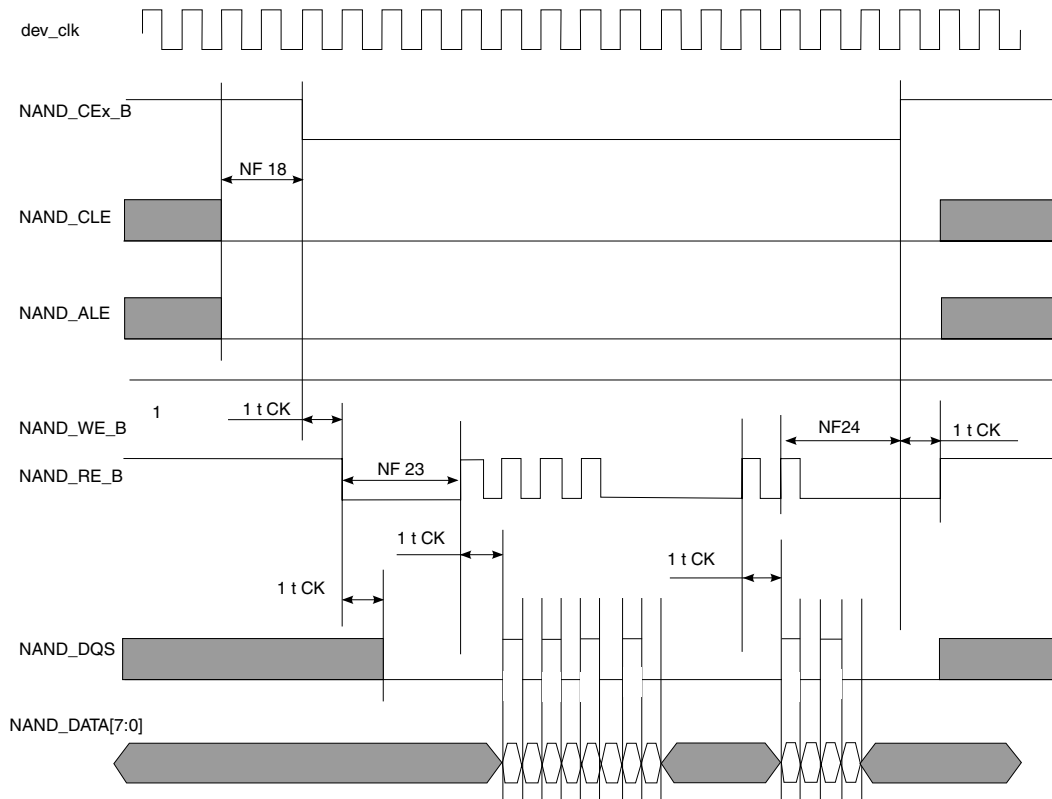 dev_clk
NAND_CEx_B
NF 18
NAND_CLE
NAND_ALE
1
1 t CK
NAND_WE_B
NF24
1 t CK
NF 23
NAND_RE_B
1 t CK
1 t CK
1 t CK
NAND_DQS
NAND_DATA[7:0]